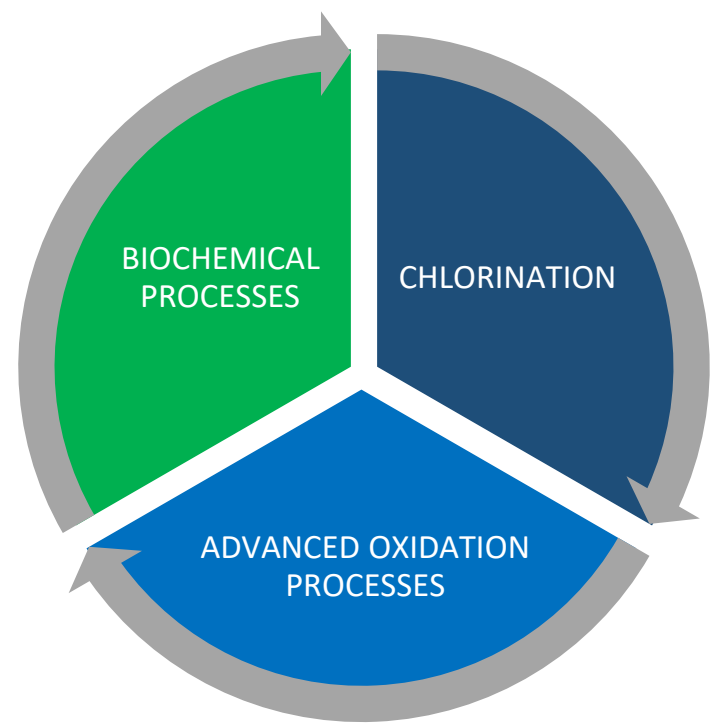 BIOCHEMICAL
PROCESSES
CHLORINATION
ADVANCED OXIDATION
PROCESSES